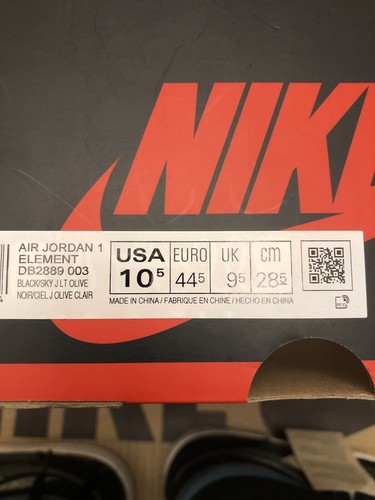 NIKE
AIR JORDAN 1
ELEMENT
DB2889 003
BLACK/SKY J LT OLIVE
NOIR/CIEL J OLIVE CLAIR
USA EURO UK cm
10⁵ 44⁵ 9⁵ 28⁵
MADE IN CHINA / FABRIQUE EN CHINE / HECHO EN CHINA